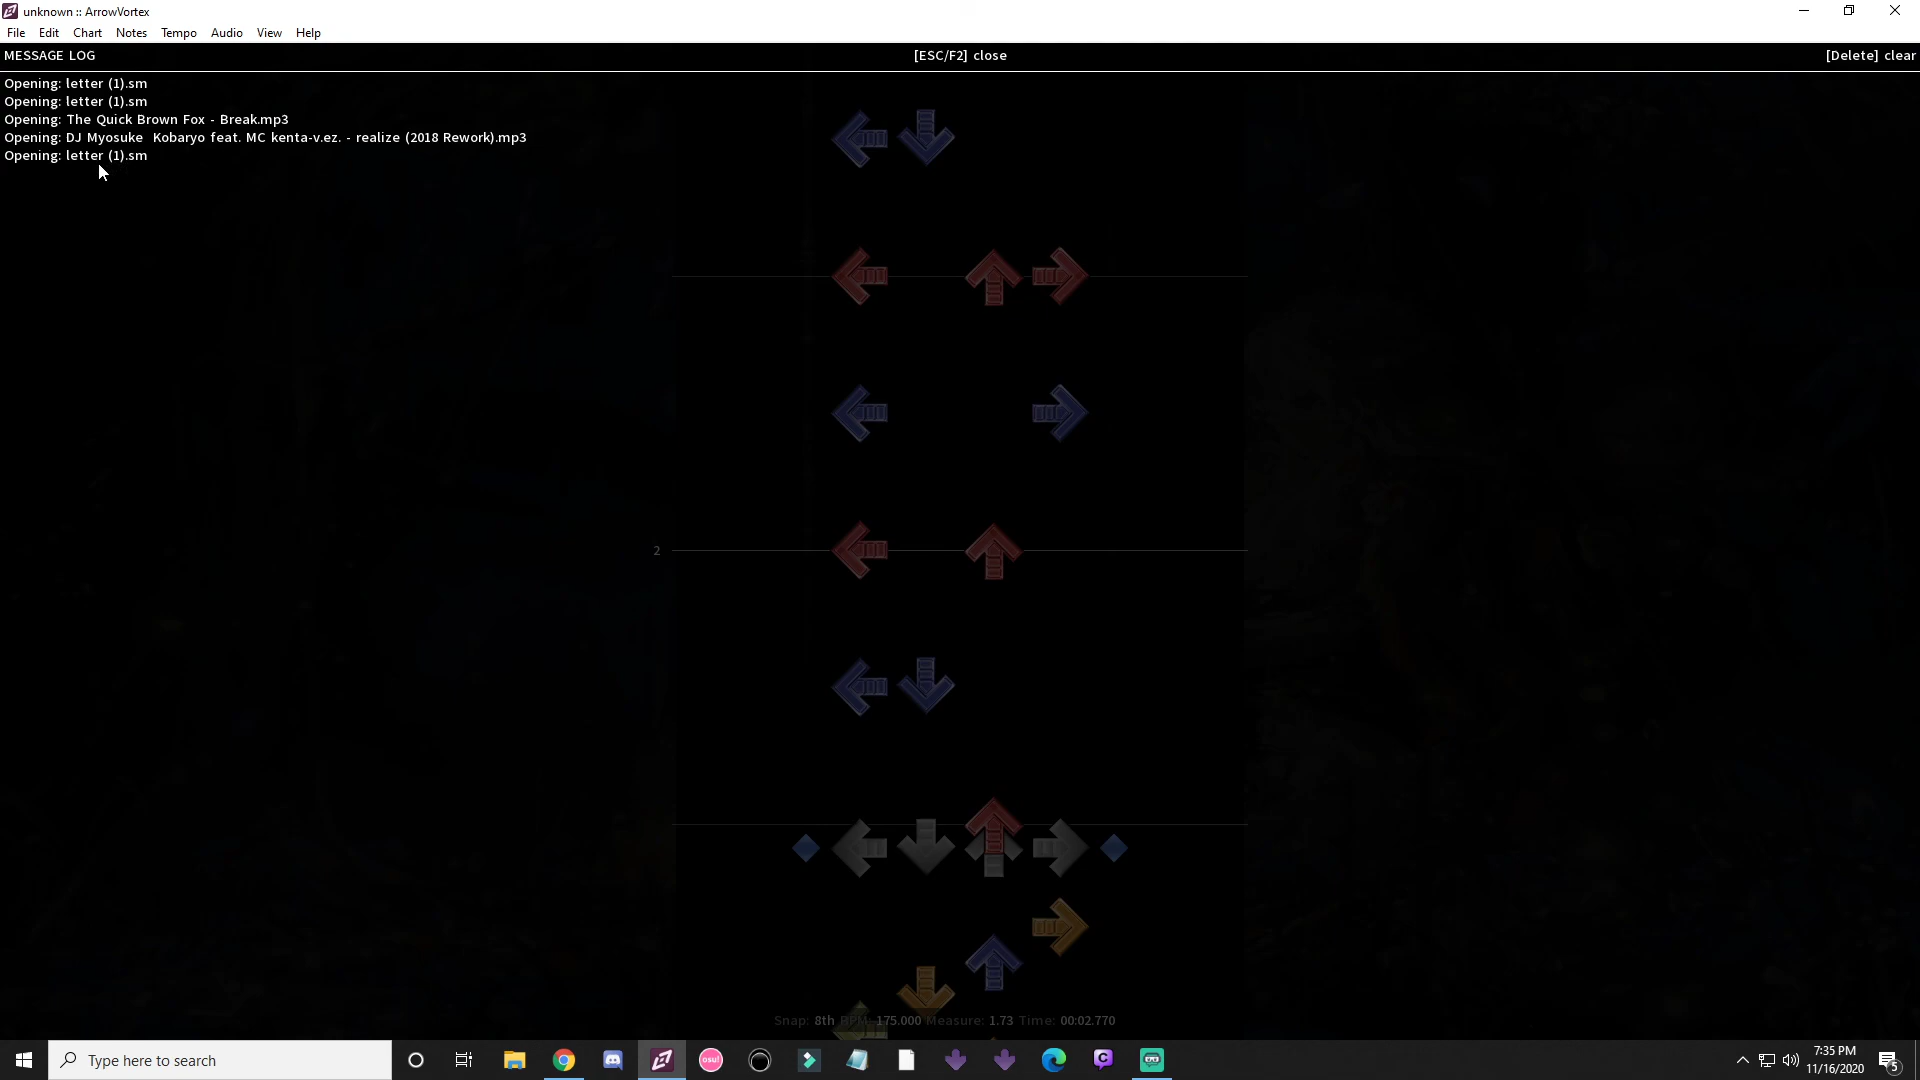 unknown :: ArrowVortex
File Edit Chart Notes Tempo Audio View Help
MESSAGE LOG [ESC/F2] close [Delete] clear
Opening: letter (1).sm
Opening: letter (1).sm
Opening: The Quick Brown Fox - Break.mp3
Opening: DJ Myosuke  Kobaryo feat. MC kenta-v.ez. - realize (2018 Rework).mp3
Opening: letter (1).sm
2
Snap: 8th BPM: 175.000 Measure: 1.73 Time: 00:02.770
Type here to search
osu!
C
7:35 PM
11/16/2020
5